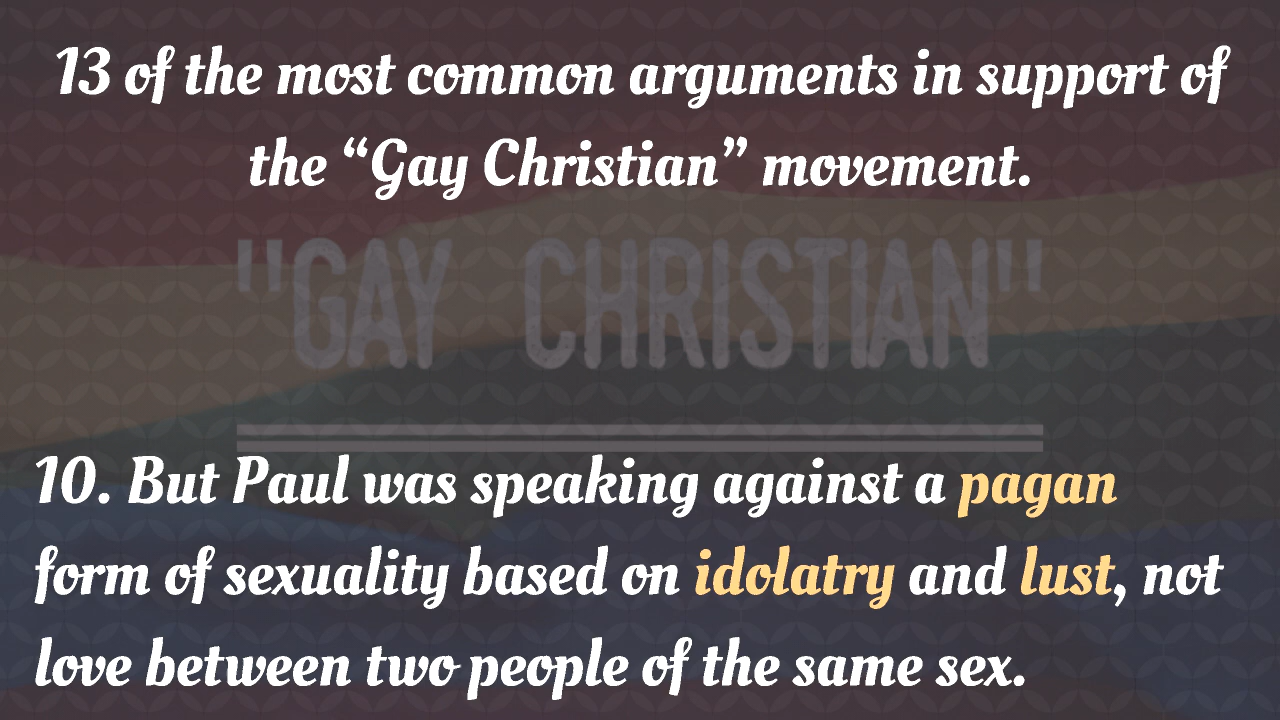 13 of the most common arguments in support of
the “Gay Christian” movement.
"GAY CHRISTIAN"
10. But Paul was speaking against a pagan
form of sexuality based on idolatry and lust, not
love between two people of the same sex.